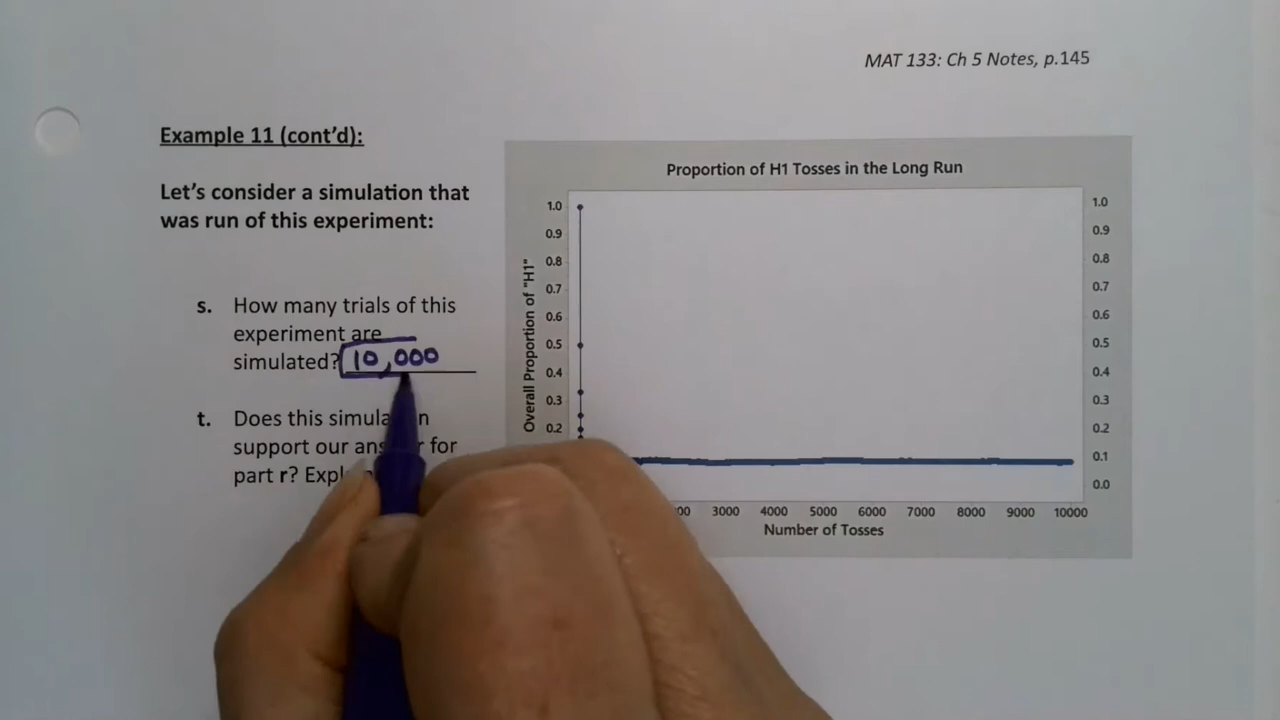 MAT 133: Ch 5 Notes, p.145
Example 11 (cont'd):
Let's consider a simulation that
was run of this experiment:
s. How many trials of this
experiment are
simulated? 10,000
t. Does this
support our for
part r?
Proportion of H1 Tosses in the Long Run
Overall Proportion of "H1"
1.0
0.9
0.8
0.7
0.6
0.5
0.4
0.3
0.2
1.0
0.9
0.8
0.7
0.6
0.5
0.4
0.3
0.2
0.1
0.0
3000 4000 5000 6000 7000 8000 9000 10000
Number of Tosses